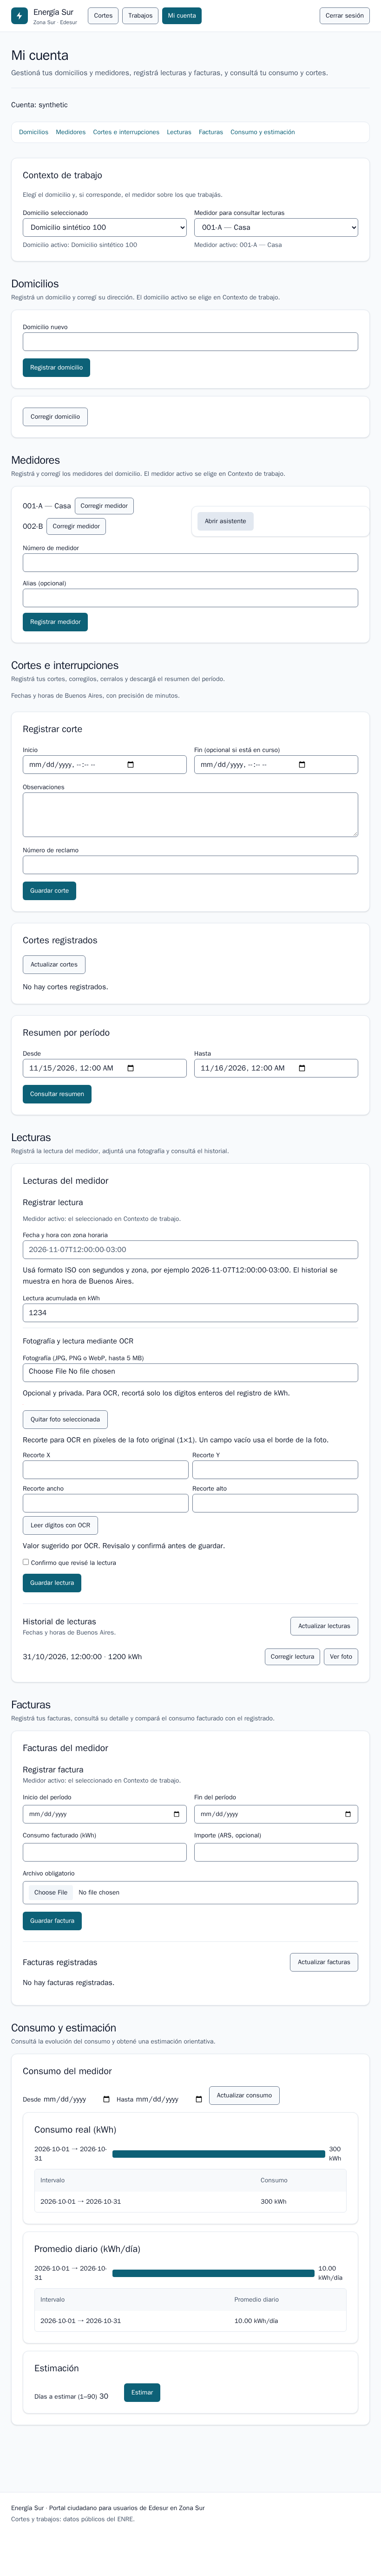 Energía Sur
Zona Sur · Edesur
Cortes
Trabajos
Mi cuenta
Cerrar sesión
Mi cuenta
Gestioná tus domicilios y medidores, registrá lecturas y facturas, y consultá tu consumo y cortes.
Cuenta: synthetic
Domicilios
Medidores
Cortes e interrupciones
Lecturas
Facturas
Consumo y estimación
Contexto de trabajo
Elegí el domicilio y, si corresponde, el medidor sobre los que trabajás.
Domicilio seleccionado
Medidor para consultar lecturas
Domicilio sintético 100
001-A — Casa
Domicilio activo: Domicilio sintético 100
Medidor activo: 001-A — Casa
Domicilios
Registrá un domicilio y corregí su dirección. El domicilio activo se elige en Contexto de trabajo.
Domicilio nuevo
Registrar domicilio
Corregir domicilio
Medidores
Registrá y corregí los medidores del domicilio. El medidor activo se elige en Contexto de trabajo.
001-A — Casa
Corregir medidor
002-B
Corregir medidor
Abrir asistente
Número de medidor
Alias (opcional)
Registrar medidor
Cortes e interrupciones
Registrá tus cortes, corregilos, cerralos y descargá el resumen del período.
Fechas y horas de Buenos Aires, con precisión de minutos.
Registrar corte
Inicio
Fin (opcional si está en curso)
mm/dd/yyyy, --:-- --
mm/dd/yyyy, --:-- --
Observaciones
Número de reclamo
Guardar corte
Cortes registrados
Actualizar cortes
No hay cortes registrados.
Resumen por período
Desde
Hasta
11/15/2026, 12:00 AM
11/16/2026, 12:00 AM
Consultar resumen
Lecturas
Registrá la lectura del medidor, adjuntá una fotografía y consultá el historial.
Lecturas del medidor
Registrar lectura
Medidor activo: el seleccionado en Contexto de trabajo.
Fecha y hora con zona horaria
2026-11-07T12:00:00-03:00
Usá formato ISO con segundos y zona, por ejemplo 2026-11-07T12:00:00-03:00. El historial se
muestra en hora de Buenos Aires.
Lectura acumulada en kWh
1234
Fotografía y lectura mediante OCR
Fotografía (JPG, PNG o WebP, hasta 5 MB)
Choose File No file chosen
Opcional y privada. Para OCR, recortá solo los dígitos enteros del registro de kWh.
Quitar foto seleccionada
Recorte para OCR en píxeles de la foto original (1×1). Un campo vacío usa el borde de la foto.
Recorte X
Recorte Y
Recorte ancho
Recorte alto
Leer dígitos con OCR
Valor sugerido por OCR. Revisalo y confirmá antes de guardar.
Confirmo que revisé la lectura
Guardar lectura
Historial de lecturas
Fechas y horas de Buenos Aires.
Actualizar lecturas
31/10/2026, 12:00:00 · 1200 kWh
Corregir lectura
Ver foto
Facturas
Registrá tus facturas, consultá su detalle y compará el consumo facturado con el registrado.
Facturas del medidor
Registrar factura
Medidor activo: el seleccionado en Contexto de trabajo.
Inicio del período
Fin del período
mm/dd/yyyy
mm/dd/yyyy
Consumo facturado (kWh)
Importe (ARS, opcional)
Archivo obligatorio
Choose File No file chosen
Guardar factura
Facturas registradas
Actualizar facturas
No hay facturas registradas.
Consumo y estimación
Consultá la evolución del consumo y obtené una estimación orientativa.
Consumo del medidor
Desde mm/dd/yyyy
Hasta mm/dd/yyyy
Actualizar consumo
Consumo real (kWh)
2026-10-01 → 2026-10-
31
300
kWh
Intervalo
Consumo
2026-10-01 → 2026-10-31
300 kWh
Promedio diario (kWh/día)
2026-10-01 → 2026-10-
31
10.00
kWh/día
Intervalo
Promedio diario
2026-10-01 → 2026-10-31
10.00 kWh/día
Estimación
Días a estimar (1–90) 30
Estimar
Energía Sur · Portal ciudadano para usuarios de Edesur en Zona Sur
Cortes y trabajos: datos públicos del ENRE.